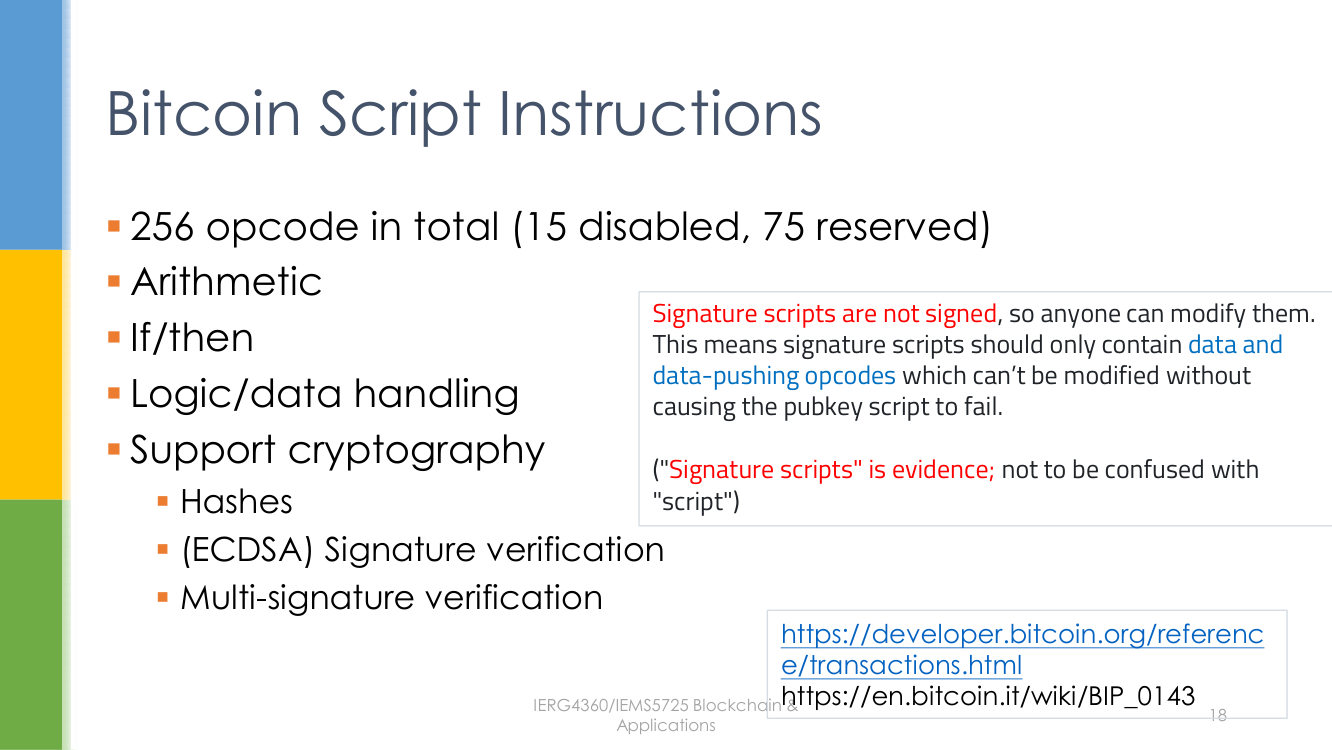 Bitcoin Script Instructions
256 opcode in total (15 disabled, 75 reserved)
Arithmetic
If/then
Logic/data handling
Support cryptography
Hashes
(ECDSA) Signature verification
Multi-signature verification
Signature scripts are not signed, so anyone can modify them.
This means signature scripts should only contain data and
data-pushing opcodes which can’t be modified without
causing the pubkey script to fail.
("Signature scripts" is evidence; not to be confused with
"script")
https://developer.bitcoin.org/referenc
e/transactions.html
https://en.bitcoin.it/wiki/BIP_0143
IERG4360/IEMS5725 Blockchain &
Applications
18